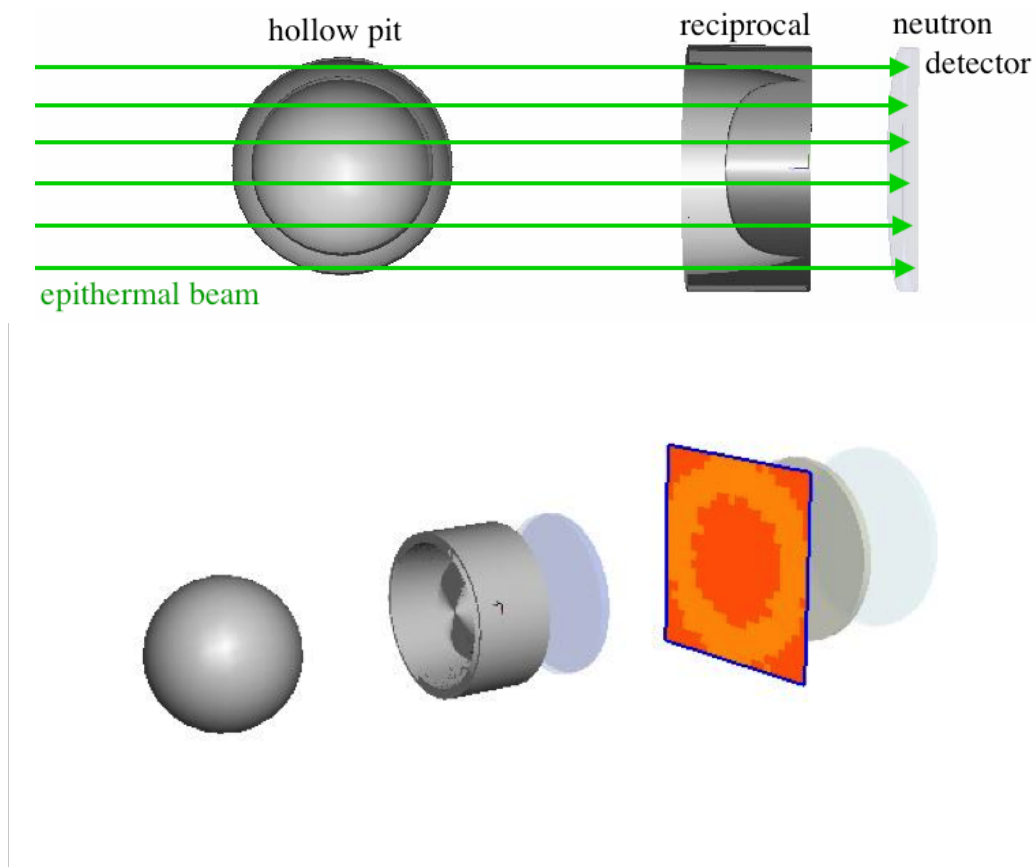 hollow pit
reciprocal
neutron
detector
epithermal beam